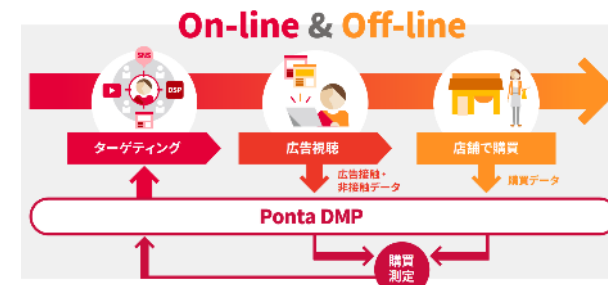 On-line & Off-line
SNS
DSP
ターゲティング
広告視聴
店舗で購買
広告接触・
非接触データ
購買データ
Ponta DMP
購買
測定